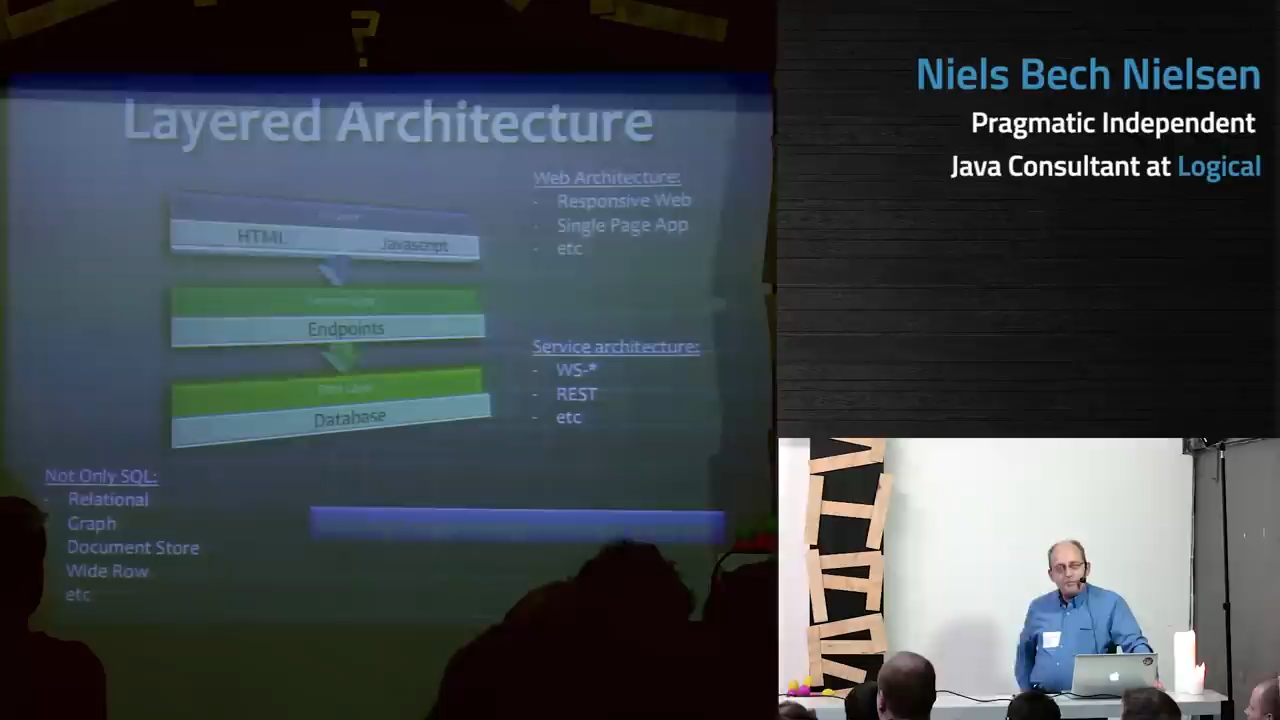 ?
Layered Architecture
HTML
Javascript
Endpoints
Database
Web Architecture:
- Responsive Web
- Single Page App
- etc
Service architecture:
- WS-*
- REST
- etc
Not Only SQL:
- Relational
Graph
Document Store
Wide Row
etc
Niels Bech Nielsen
Pragmatic Independent
Java Consultant at Logical